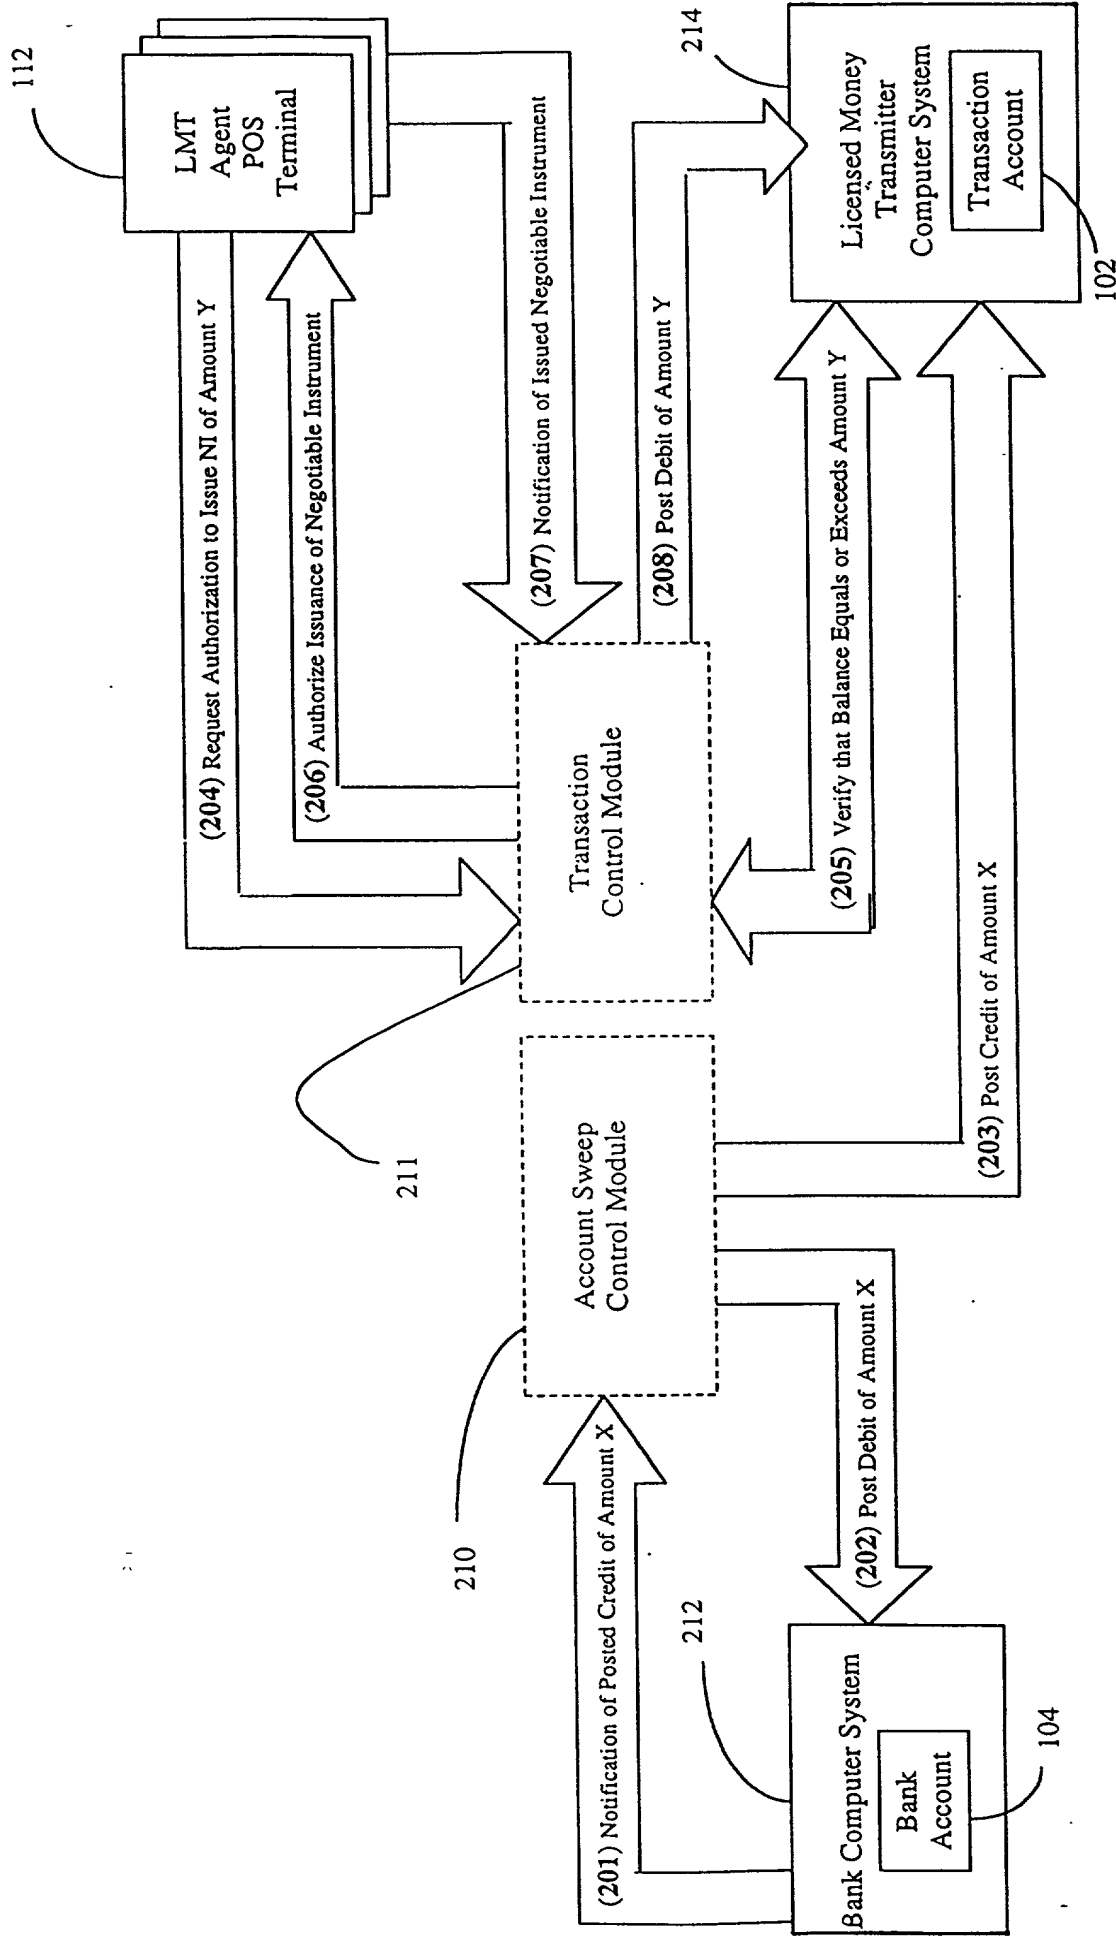 112
LMT
Agent
POS
Terminal
(204) Request Authorization to Issue NI of Amount Y
(206) Authorize Issuance of Negotiable Instrument
(207) Notification of Issued Negotiable Instrument
(208) Post Debit of Amount Y
214
Licensed Money
Transmitter
Computer System
Transaction
Account
102
Transaction
Control Module
211
(205) Verify that Balance Equals or Exceeds Amount Y
(203) Post Credit of Amount X
Account Sweep
Control Module
210
(201) Notification of Posted Credit of Amount X
(202) Post Debit of Amount X
212
Bank Computer System
Bank
Account
104